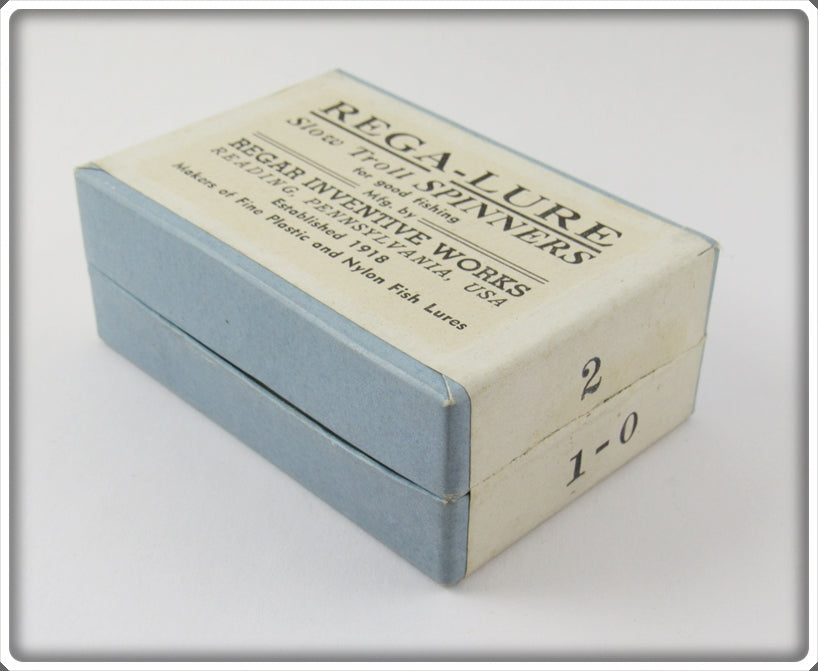 REGA-LURE
Slow Troll SPINNERS
for good fishing
Mfg. by
REGAR INVENTIVE WORKS
READING, PENNSYLVANIA, USA
Established 1918
Makers of Fine Plastic and Nylon Fish Lures
2
1-0